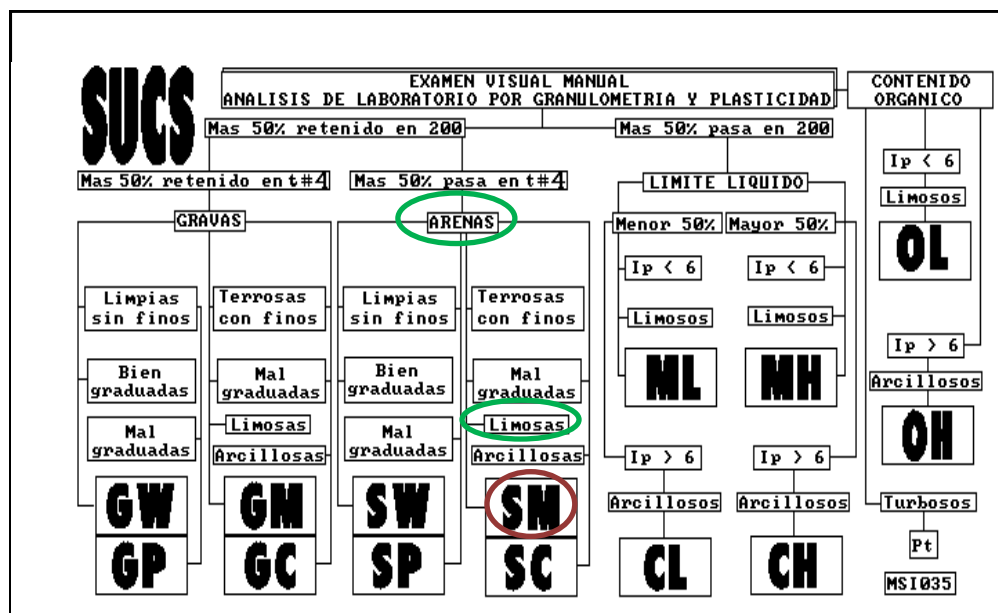 SUCS
EXAMEN VISUAL MANUAL
ANALISIS DE LABORATORIO POR GRANULOMETRIA Y PLASTICIDAD
CONTENIDO
ORGANICO
Mas 50% retenido en 200
Mas 50% pasa en 200
Mas 50% retenido en t#4
Mas 50% pasa en t#4
GRAVAS
Limpias
sin finos
Terrosas
con finos
Bien
graduadas
Mal
graduadas
Mal
graduadas
Limosas
Arcillosas
GW
GP
GM
GC
ARENAS
Limpias
sin finos
Terrosas
con finos
Bien
graduadas
Mal
graduadas
Mal
graduadas
Limosas
Arcillosas
SW
SP
SM
SC
LIMITE LIQUIDO
Menor 50%
Mayor 50%
Ip < 6
Limosos
ML
Ip > 6
Arcillosos
CL
Ip < 6
Limosos
MH
Ip > 6
Arcillosos
CH
Ip < 6
Limosos
OL
Ip > 6
Arcillosos
OH
Turbosos
Pt
MSI035